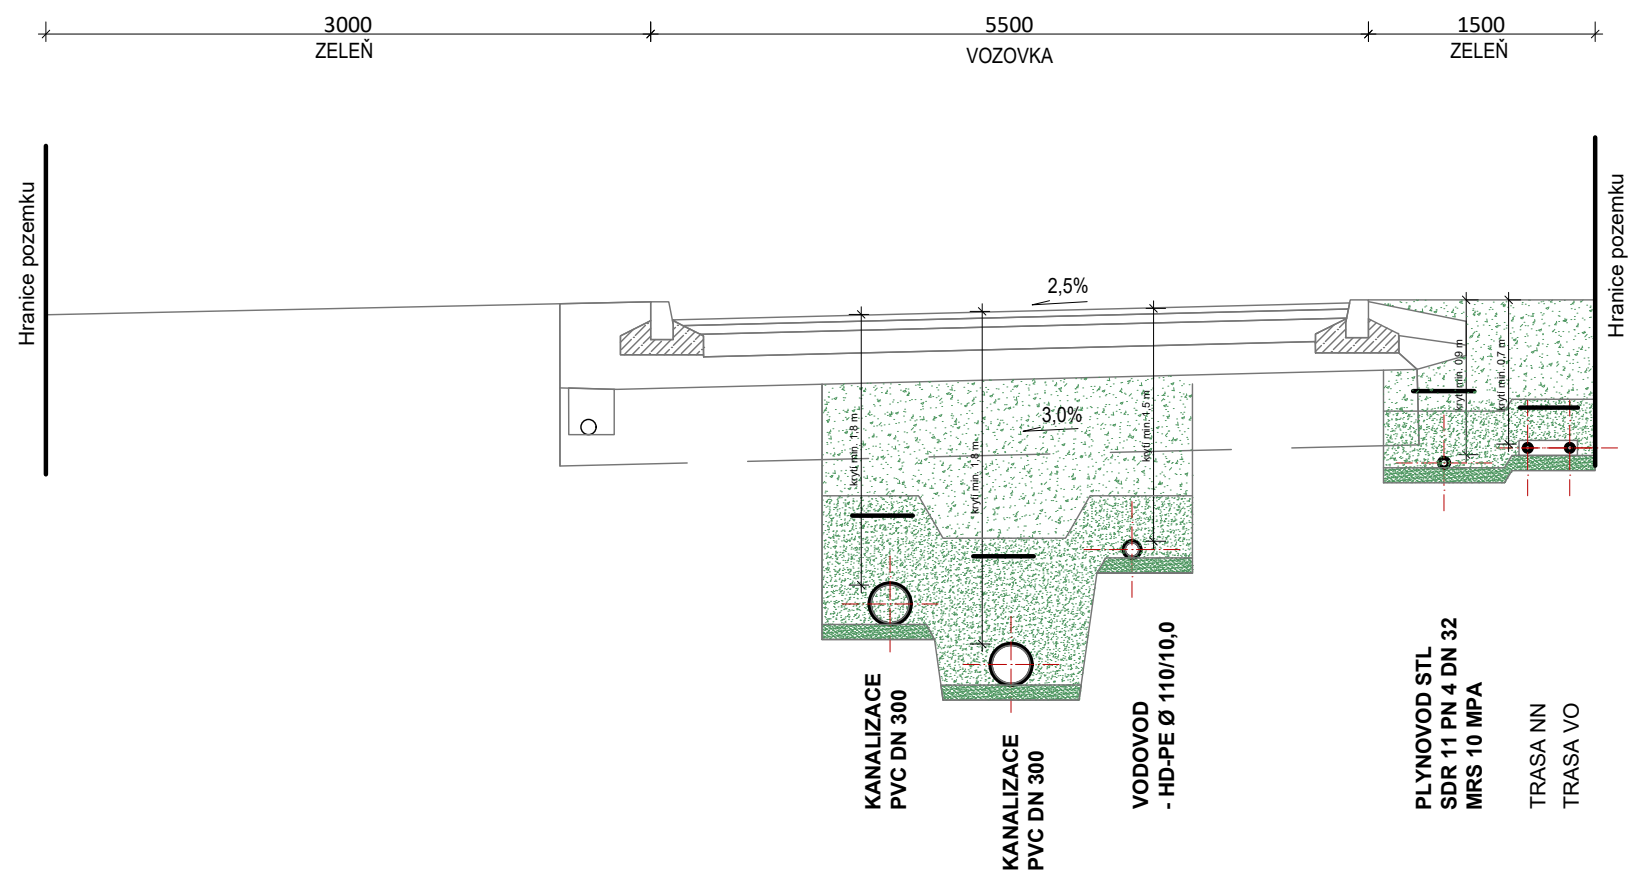 3000
5500
1500
ZELEŇ
VOZOVKA
ZELEŇ
Hranice pozemku
Hranice pozemku
2,5%
3,0%
krytí min. 1,8 m
krytí min. 1,8 m
krytí min. 1,5 m
krytí min. 0,9 m
krytí min. 0,7 m
KANALIZACE
PVC DN 300
KANALIZACE
PVC DN 300
VODOVOD
- HD-PE Ø 110/10,0
PLYNOVOD STL
SDR 11 PN 4 DN 32
MRS 10 MPA
TRASA NN
TRASA VO